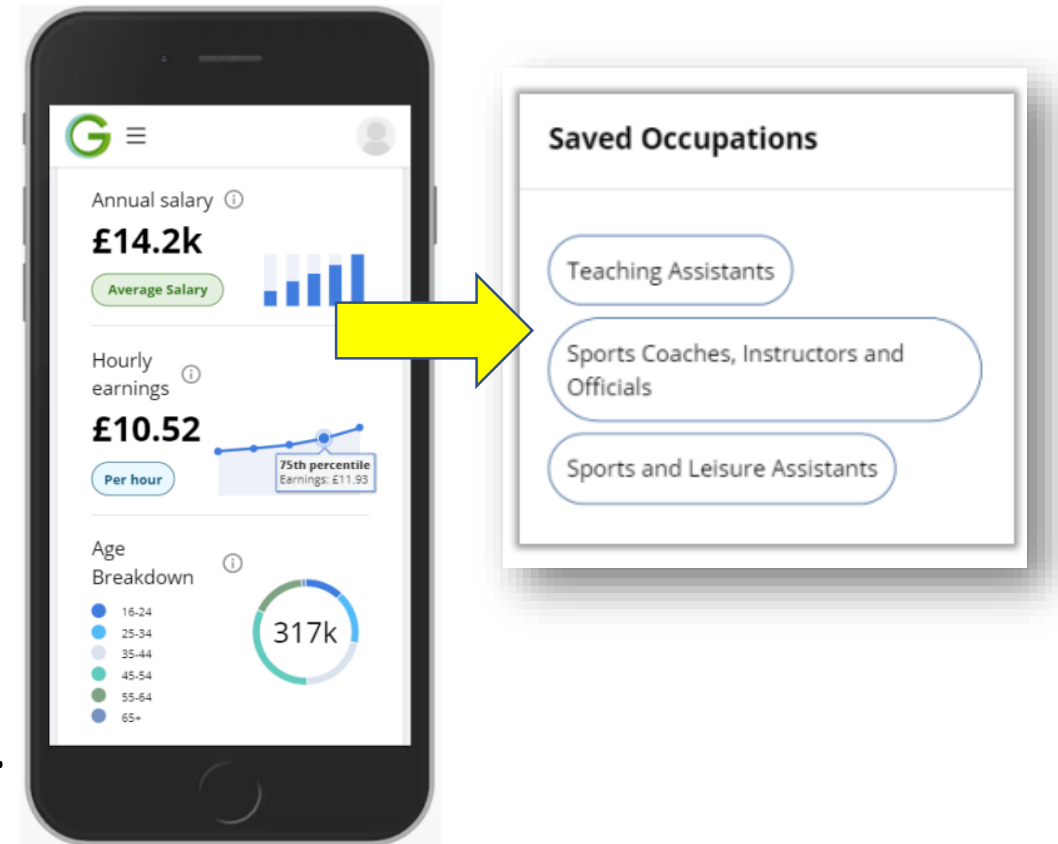 G
Annual salary
£14.2k
Average Salary
Hourly
earnings
£10.52
Per hour
75th percentile
Earnings: £11.93
Age
Breakdown
16-24
25-34
35-44
45-54
55-64
65+
317k
.
Saved Occupations
Teaching Assistants
Sports Coaches, Instructors and
Officials
Sports and Leisure Assistants